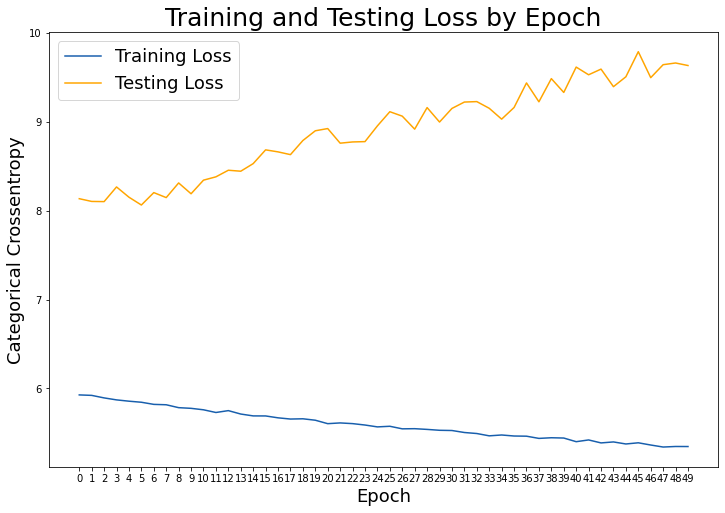 Training and Testing Loss by Epoch
Training Loss
Testing Loss
Categorical Crossentropy
10
9
8
7
6
0 1 2 3 4 5 6 7 8 9 10 11 12 13 14 15 16 17 18 19 20 21 22 23 24 25 26 27 28 29 30 31 32 33 34 35 36 37 38 39 40 41 42 43 44 45 46 47 48 49
Epoch